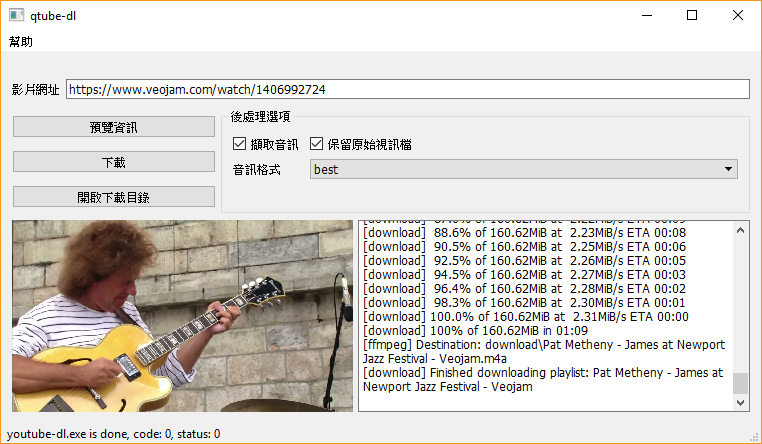 qtube-dl
幫助
影片網址 https://www.veojam.com/watch/1406992724
預覽資訊
下載
開啟下載目錄
後處理選項
擷取音訊 保留原始視訊檔
音訊格式 best
[download] 88.6% of 160.62MiB at 2.23MiB/s ETA 00:08
[download] 90.5% of 160.62MiB at 2.25MiB/s ETA 00:06
[download] 92.5% of 160.62MiB at 2.26MiB/s ETA 00:05
[download] 94.5% of 160.62MiB at 2.27MiB/s ETA 00:03
[download] 96.4% of 160.62MiB at 2.28MiB/s ETA 00:02
[download] 98.3% of 160.62MiB at 2.30MiB/s ETA 00:01
[download] 100.0% of 160.62MiB at 2.31MiB/s ETA 00:00
[download] 100% of 160.62MiB in 01:09
[ffmpeg] Destination: download\Pat Metheny - James at Newport
Jazz Festival - Veojam.m4a
[download] Finished downloading playlist: Pat Metheny - James at
Newport Jazz Festival - Veojam
youtube-dl.exe is done, code: 0, status: 0